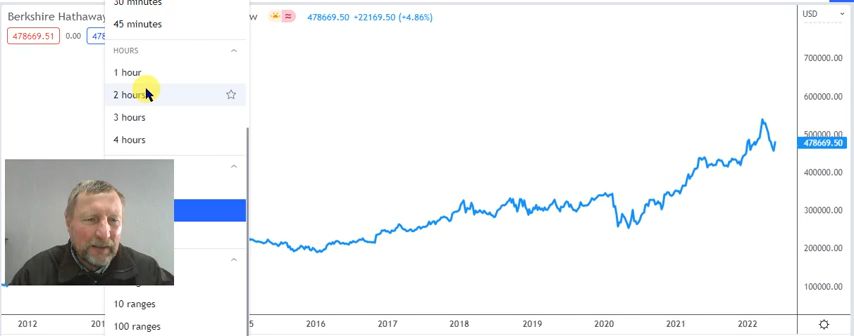 30 minutes
Berkshire Hathaway
478669.50 +22169.50 (+4.86%)
USD
45 minutes
478669.51 0.00
HOURS
1 hour
2 hours
3 hours
4 hours
10 ranges
100 ranges
700000.00
600000.00
500000.00
478669.50
400000.00
300000.00
200000.00
100000.00
2012 2016 2017 2018 2019 2020 2021 2022